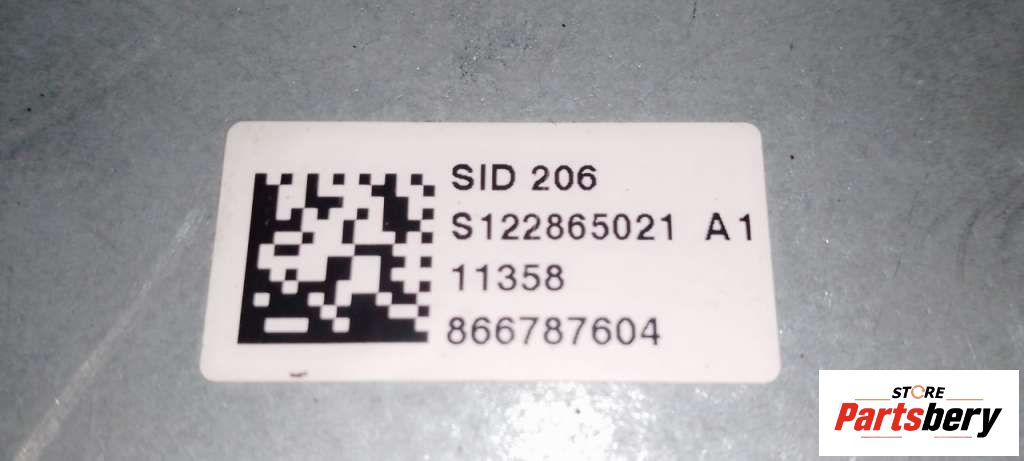 SID 206
S122865021 A1
11358
866787604
STORE
Partsbery